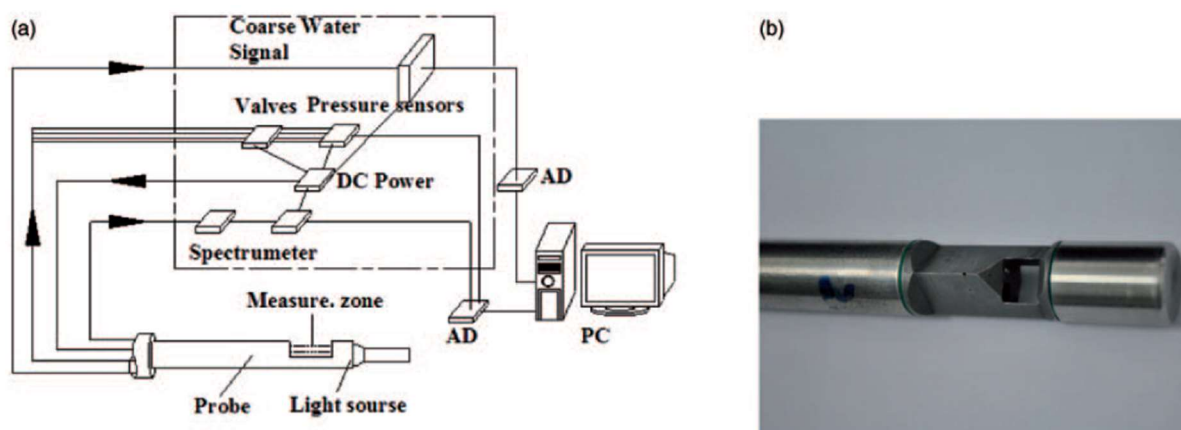 (a)
Coarse Water
Signal
Valves Pressure sensors
DC Power
AD
Spectrumeter
Measure. zone
AD
PC
Probe
Light sourse
(b)